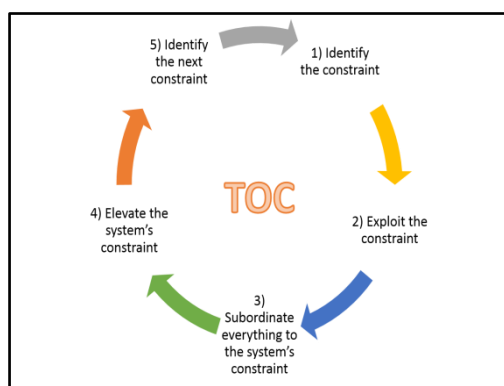 1) Identify
the constraint
2) Exploit the
constraint
3)
Subordinate
everything to
the system's
constraint
4) Elevate the
system's
constraint
5) Identify
the next
constraint
TOC